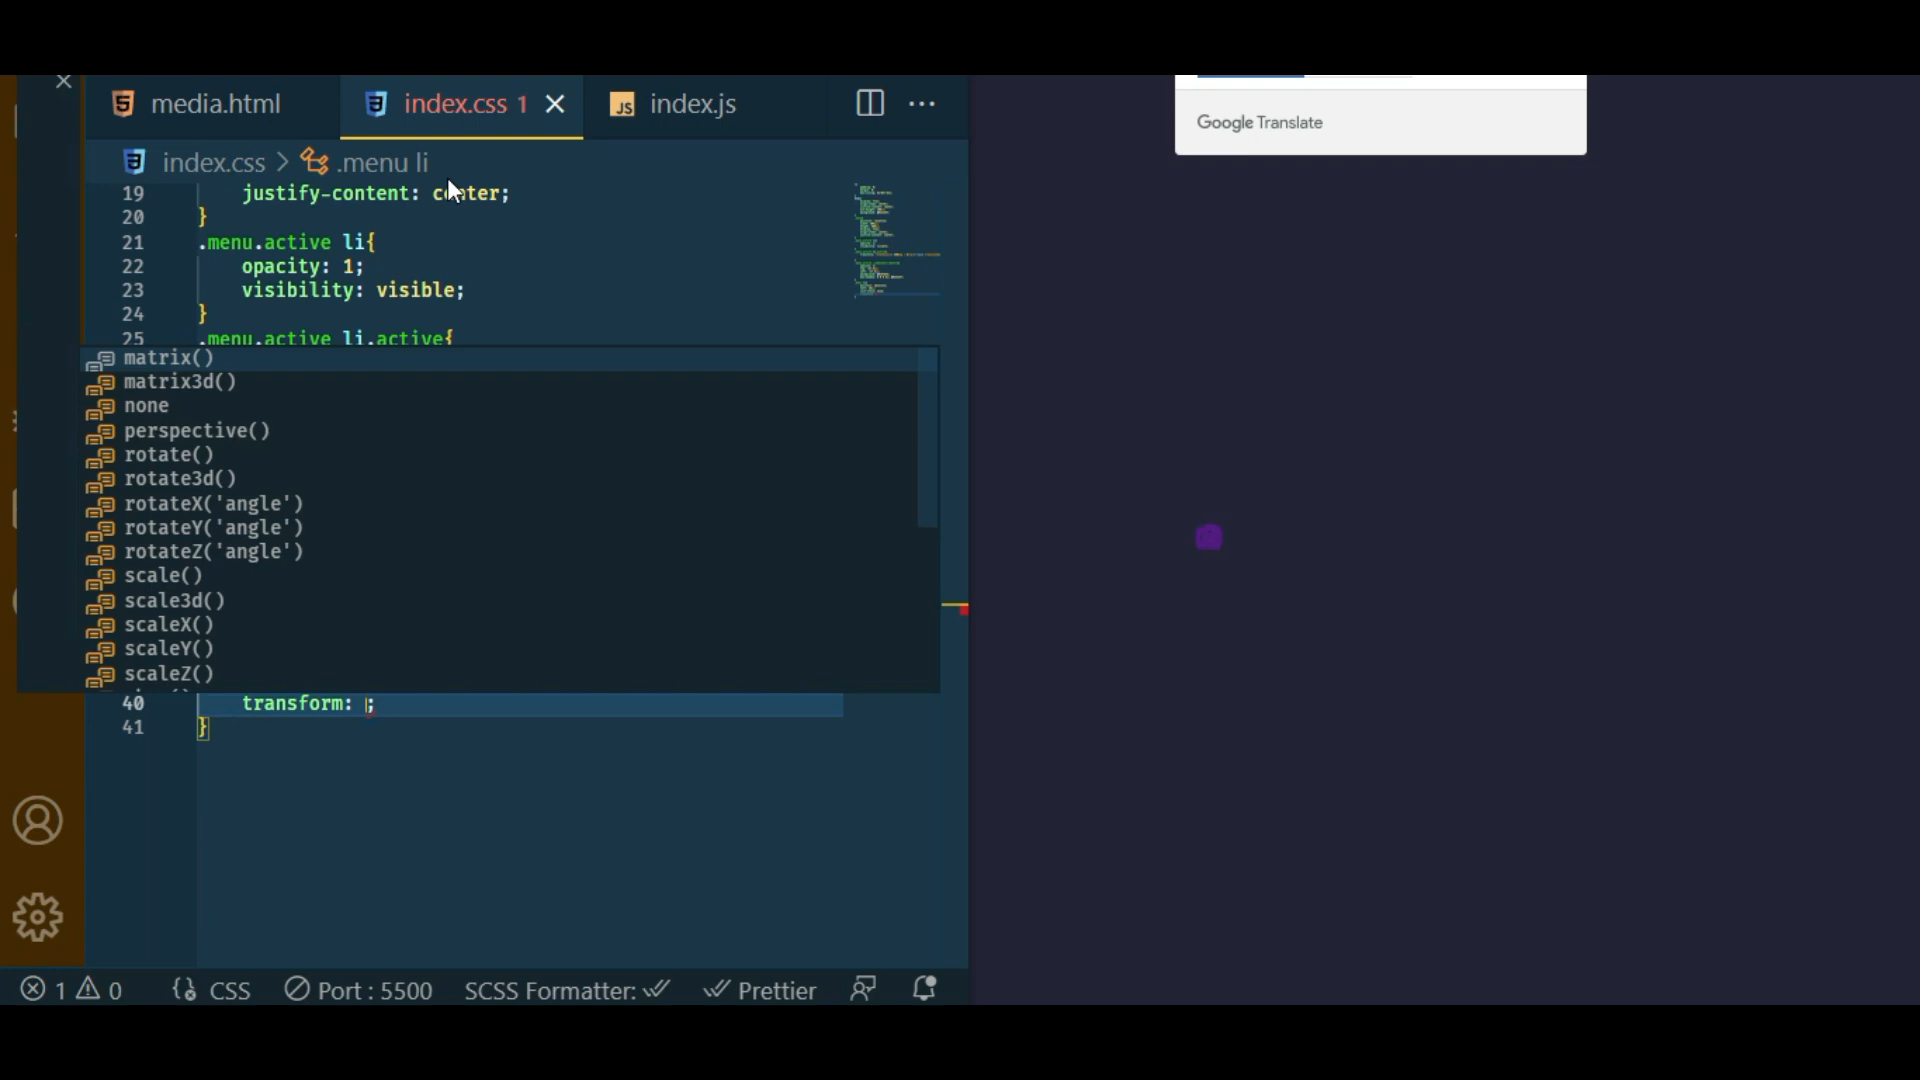 media.html
index.css 1
index.js
index.css > .menu li
19 justify-content: center;
20 }
21 .menu.active li{
22 opacity: 1;
23 visibility: visible;
24 }
25 .menu.active li.active{
matrix()
matrix3d()
none
perspective()
rotate()
rotate3d()
rotateX('angle')
rotateY('angle')
rotateZ('angle')
scale()
scale3d()
scaleX()
scaleY()
scaleZ()
40 transform: ;
41 }
1 0 CSS Port : 5500 SCSS Formatter: Prettier
Google Translate